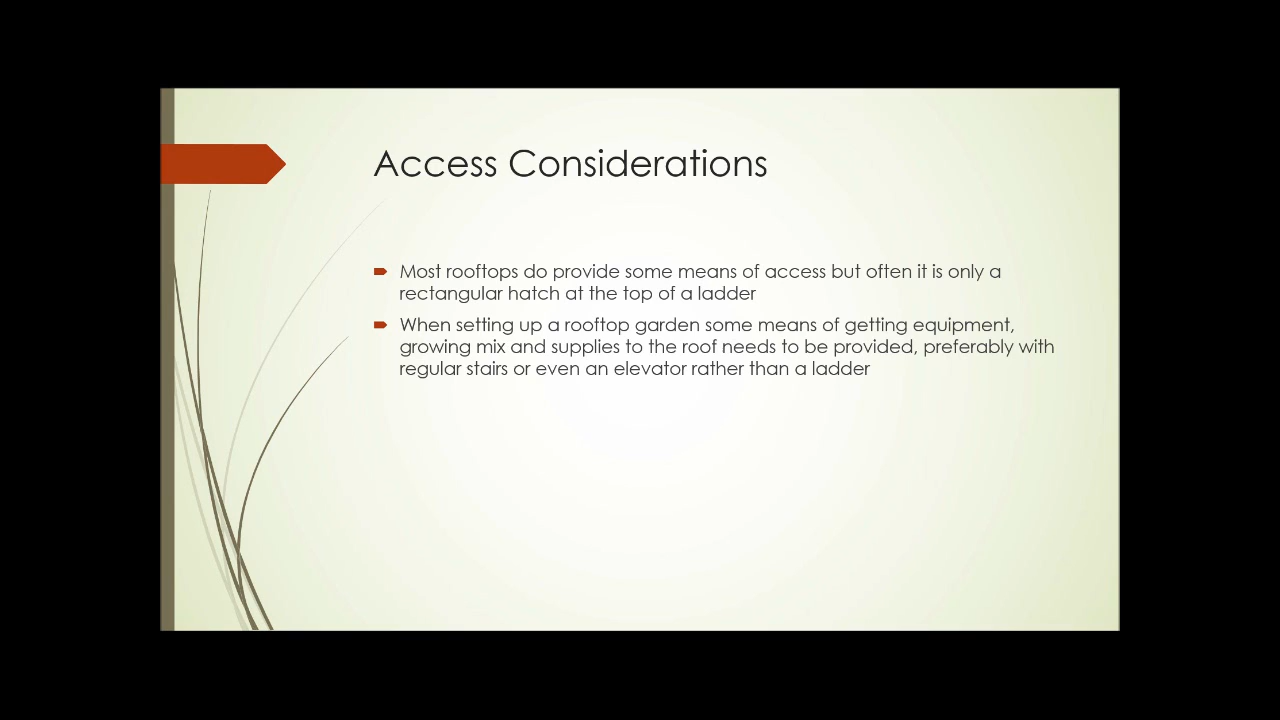 Access Considerations
Most rooftops do provide some means of access but often it is only a
rectangular hatch at the top of a ladder
When setting up a rooftop garden some means of getting equipment,
growing mix and supplies to the roof needs to be provided, preferably with
regular stairs or even an elevator rather than a ladder